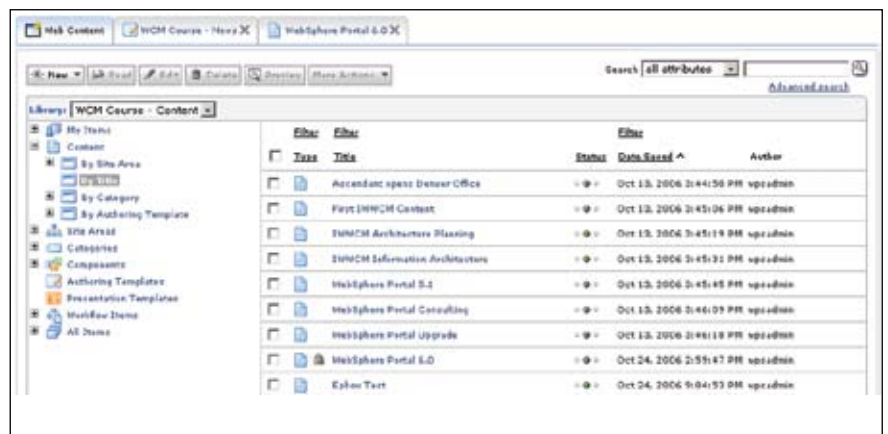 Web Content WCM Course - News X WebSphere Portal 6.0 X
New Read Edit Delete Preview More Actions Search all attributes
Advanced search
Library: WCM Course - Content
My Items
Content
By Site Area
By Title
By Category
By Authoring Template
Site Areas
Categories
Components
Authoring Templates
Presentation Templates
Workflow Items
All Items
Filter Filter Filter
Type Title Status Date Saved ^ Author
Ascendant opens Denver Office Oct 13, 2006 3:44:50 PM wpsadmin
First IWWCM Content Oct 13, 2006 3:45:06 PM wpsadmin
IWWCM Architecture Planning Oct 13, 2006 3:45:19 PM wpsadmin
IWWCM Information Architecture Oct 13, 2006 3:45:31 PM wpsadmin
WebSphere Portal 5.1 Oct 13, 2006 3:45:45 PM wpsadmin
WebSphere Portal Consulting Oct 13, 2006 3:46:09 PM wpsadmin
WebSphere Portal Upgrade Oct 13, 2006 3:46:18 PM wpsadmin
WebSphere Portal 6.0 Oct 24, 2006 2:59:47 PM wpsadmin
Test Oct 24, 2006 9:04:53 PM wpsadmin